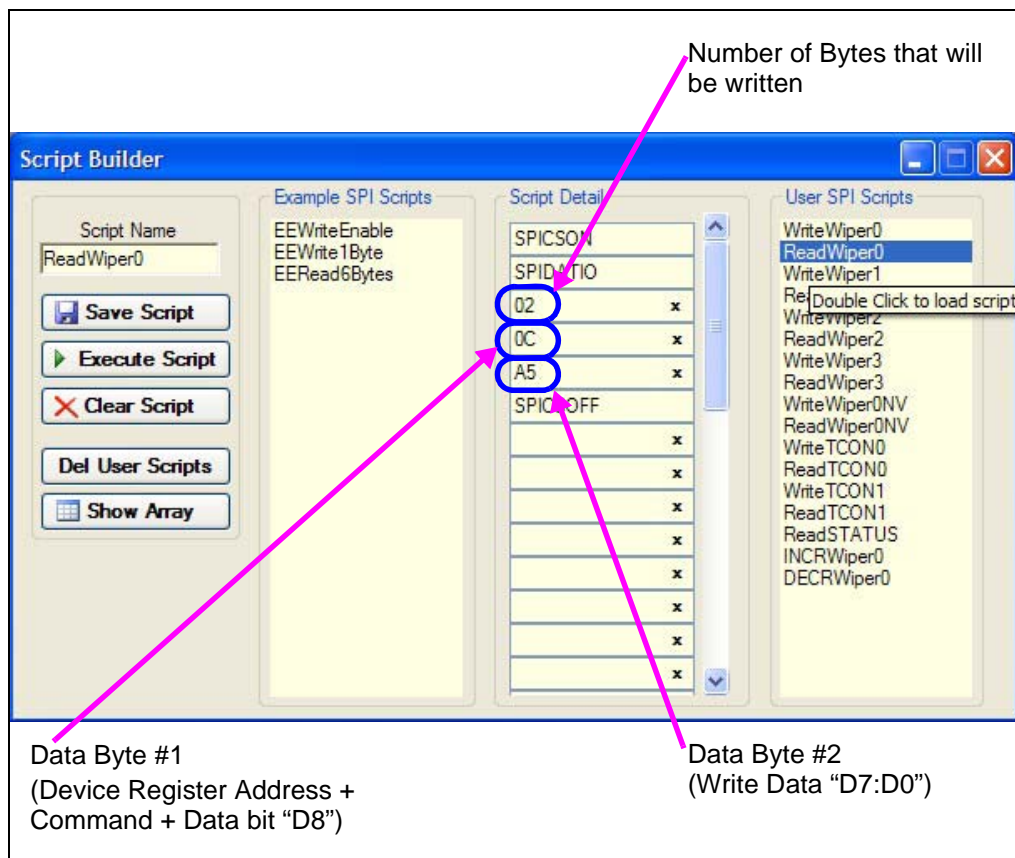 Number of Bytes that will
be written
Script Builder
Script Name
ReadWiper0
Save Script
Execute Script
Clear Script
Del User Scripts
Show Array
Example SPI Scripts
EEWriteEnable
EEWrite1Byte
EERead6Bytes
Script Detail
SPICSON
SPIDATIO
02 x
0C x
A5 x
SPICSOFF
x
x
x
x
x
x
x
x
User SPI Scripts
WriteWiper0
ReadWiper0
WriteWiper1
Double Click to load script
WriteWiper2
ReadWiper2
WriteWiper3
ReadWiper3
WriteWiper0NV
ReadWiper0NV
WriteTCON0
ReadTCON0
WriteTCON1
ReadTCON1
ReadSTATUS
INCRWiper0
DECRWiper0
Data Byte #1
(Device Register Address +
Command + Data bit “D8”)
Data Byte #2
(Write Data “D7:D0”)